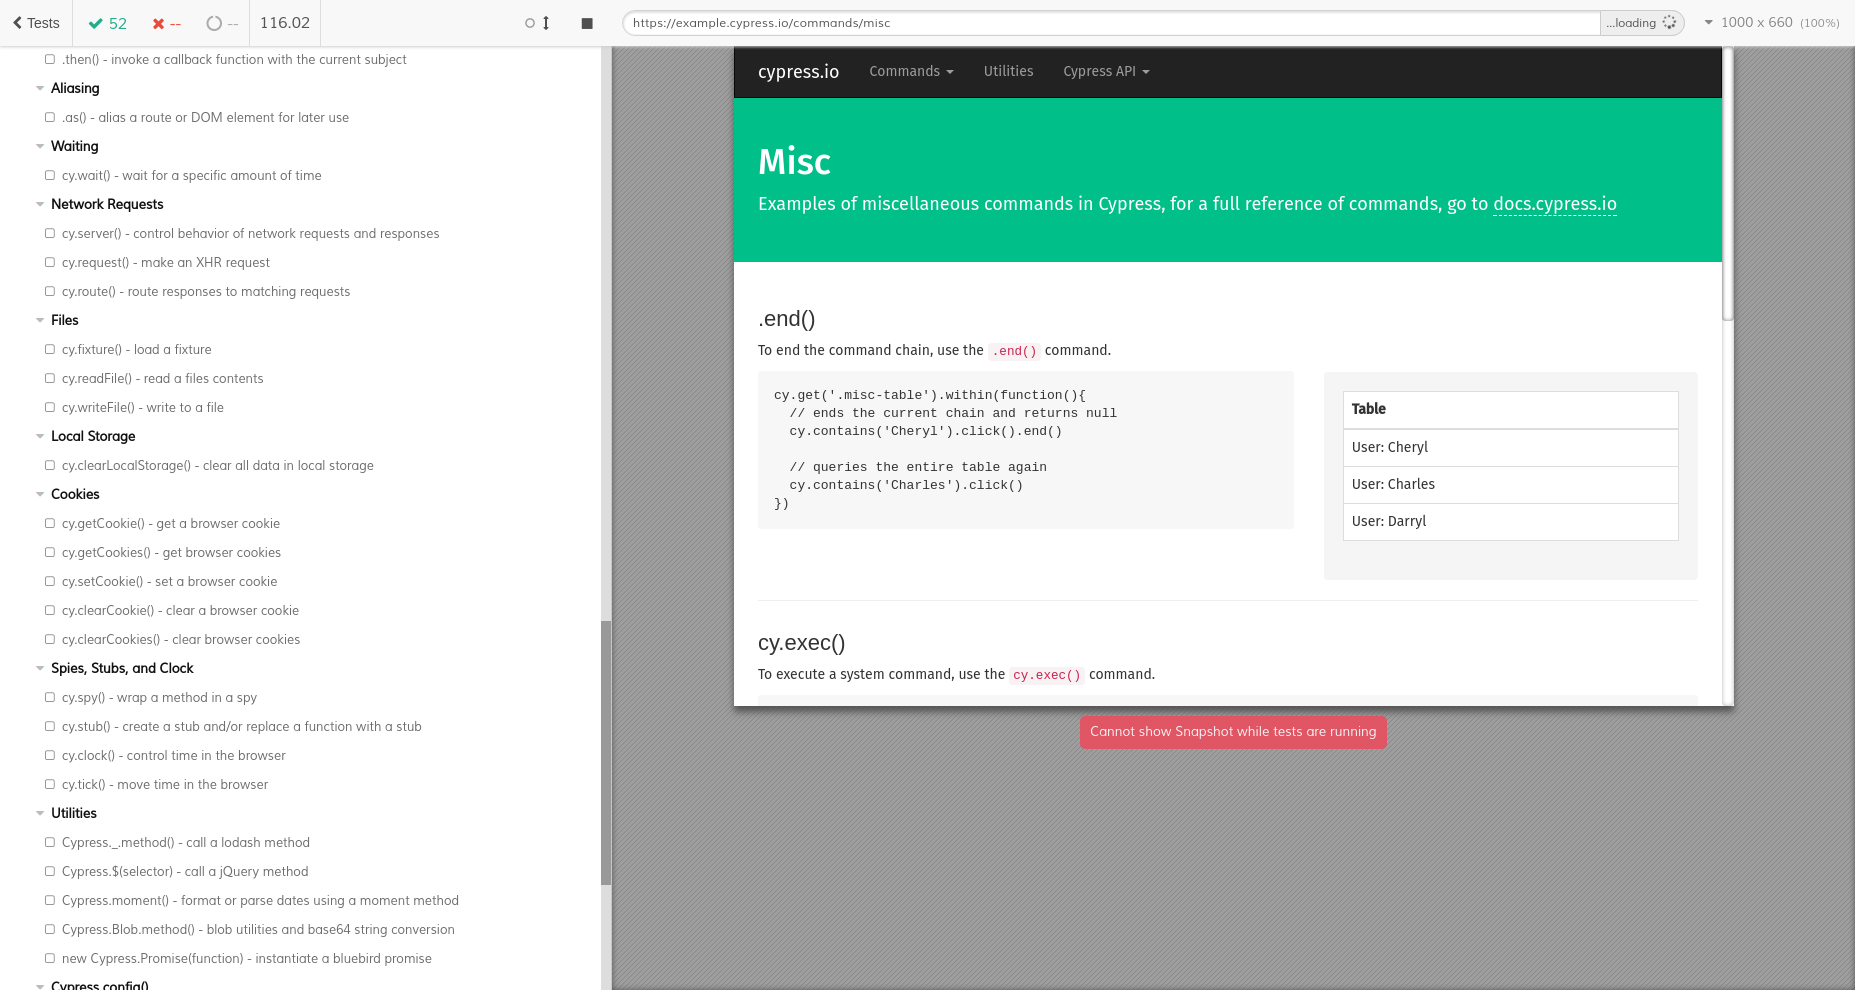 Tests 52 -- -- 116.02
https://example.cypress.io/commands/misc ...loading 1000 x 660 (100%)
.then() - invoke a callback function with the current subject
Aliasing
.as() - alias a route or DOM element for later use
Waiting
cy.wait() - wait for a specific amount of time
Network Requests
cy.server() - control behavior of network requests and responses
cy.request() - make an XHR request
cy.route() - route responses to matching requests
Files
cy.fixture() - load a fixture
cy.readFile() - read a files contents
cy.writeFile() - write to a file
Local Storage
cy.clearLocalStorage() - clear all data in local storage
Cookies
cy.getCookie() - get a browser cookie
cy.getCookies() - get browser cookies
cy.setCookie() - set a browser cookie
cy.clearCookie() - clear a browser cookie
cy.clearCookies() - clear browser cookies
Spies, Stubs, and Clock
cy.spy() - wrap a method in a spy
cy.stub() - create a stub and/or replace a function with a stub
cy.clock() - control time in the browser
cy.tick() - move time in the browser
Utilities
Cypress._.method() - call a lodash method
Cypress.$(selector) - call a jQuery method
Cypress.moment() - format or parse dates using a moment method
Cypress.Blob.method() - blob utilities and base64 string conversion
new Cypress.Promise(function) - instantiate a bluebird promise
Cypress.config()
cypress.io Commands Utilities Cypress API
Misc
Examples of miscellaneous commands in Cypress, for a full reference of commands, go to docs.cypress.io
.end()
To end the command chain, use the .end() command.
cy.get('.misc-table').within(function(){
  // ends the current chain and returns null
  cy.contains('Cheryl').click().end()
  // queries the entire table again
  cy.contains('Charles').click()
})
Table
User: Cheryl
User: Charles
User: Darryl
cy.exec()
To execute a system command, use the cy.exec() command.
Cannot show Snapshot while tests are running